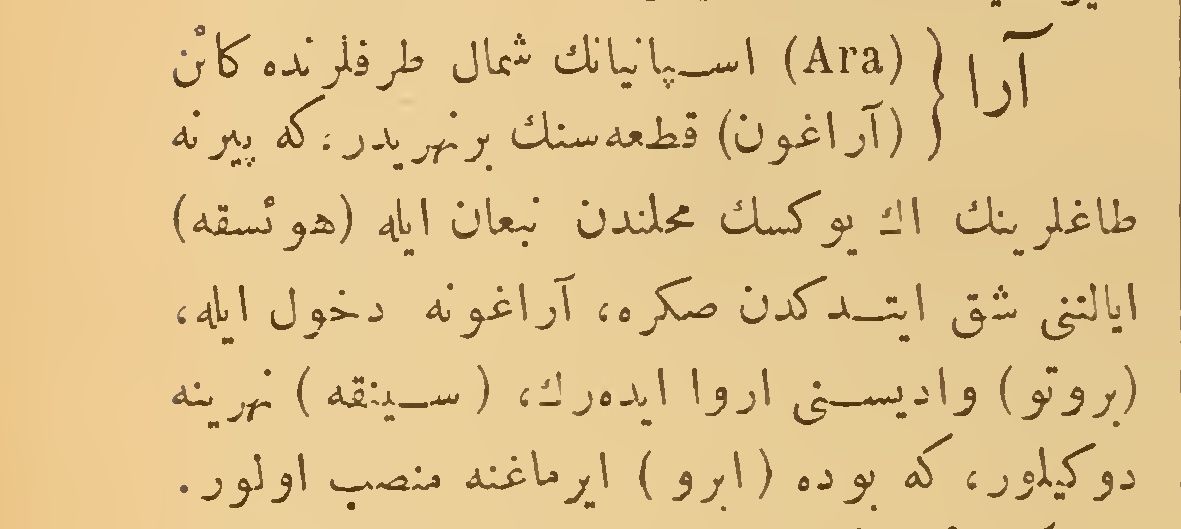 آرا { (Ara) اسپانیانك شمال طرفلرنده كائن
(آراغون) قطعه‌سنك برنهریدر، كه پیرنه
طاغلرینك اك یوكسك محلندن نبعان ایله (هوئسقه)
ایالتنی شق ایتدكدن صكره، آراغونه دخول ایله،
(بروتو) وادیسنی اروا ایده‌رك، (سینقه) نهرینه
دوكیلور، كه بوده (ابرو) ایرماغنه منصب اولور.